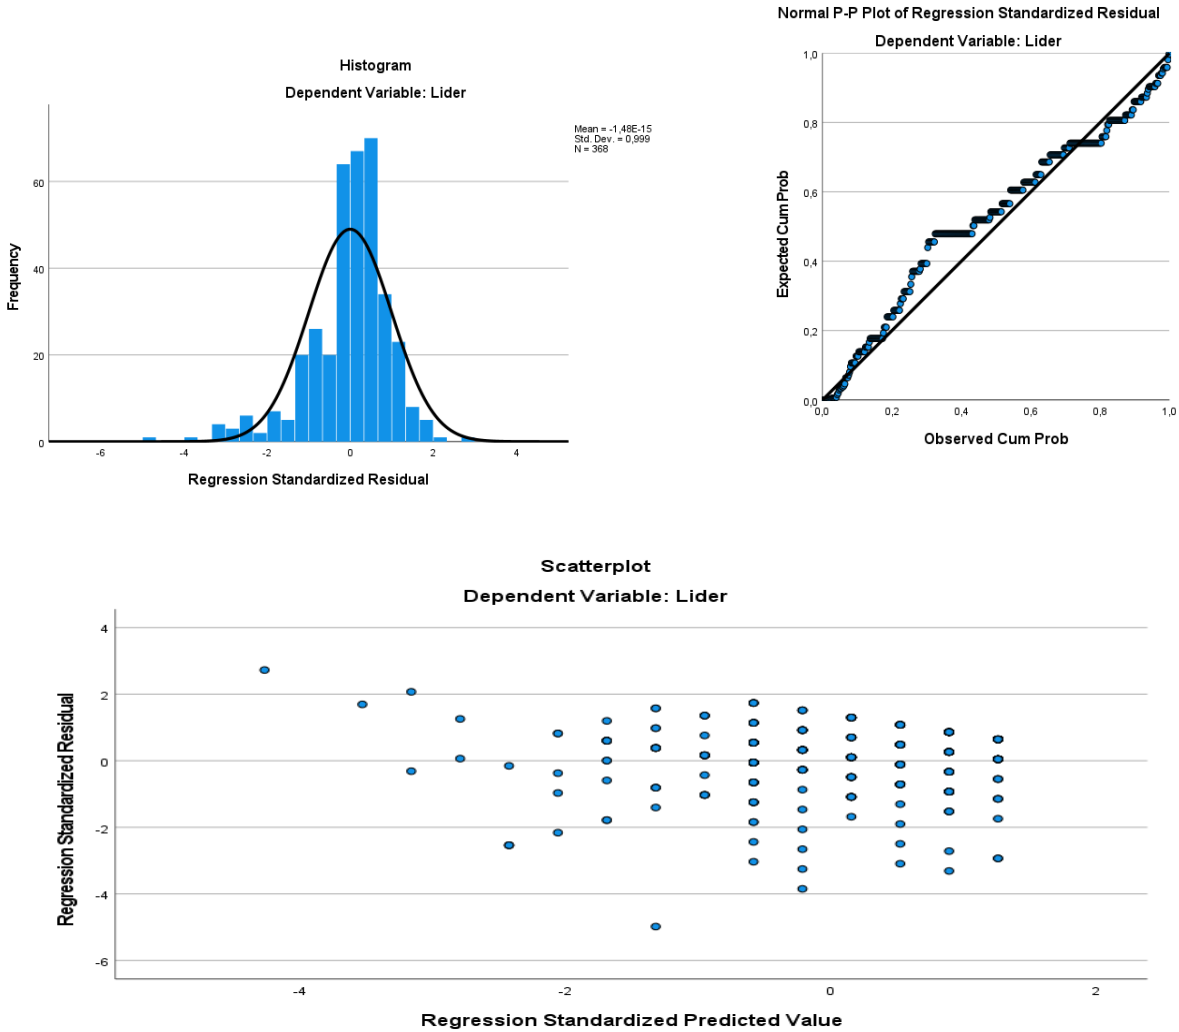 Histogram
Dependent Variable: Lider
Mean = -1,48E-15
Std. Dev. = 0,999
N = 368
Frequency
60
40
20
0
-6 -4 -2 0 2 4
Regression Standardized Residual
Normal P-P Plot of Regression Standardized Residual
Dependent Variable: Lider
Expected Cum Prob
1,0
0,8
0,6
0,4
0,2
0,0
0,0 0,2 0,4 0,6 0,8 1,0
Observed Cum Prob
Scatterplot
Dependent Variable: Lider
Regression Standardized Residual
4
2
0
-2
-4
-6
-4 -2 0 2
Regression Standardized Predicted Value